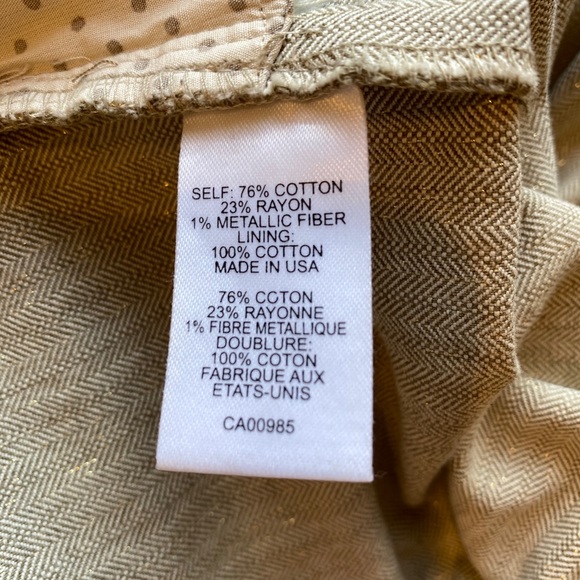 SELF: 76% COTTON
23% RAYON
1% METALLIC FIBER
LINING:
100% COTTON
MADE IN USA
76% COTON
23% RAYONNE
1% FIBRE METALLIQUE
DOUBLURE:
100% COTON
FABRIQUE AUX
ETATS-UNIS
CA00985